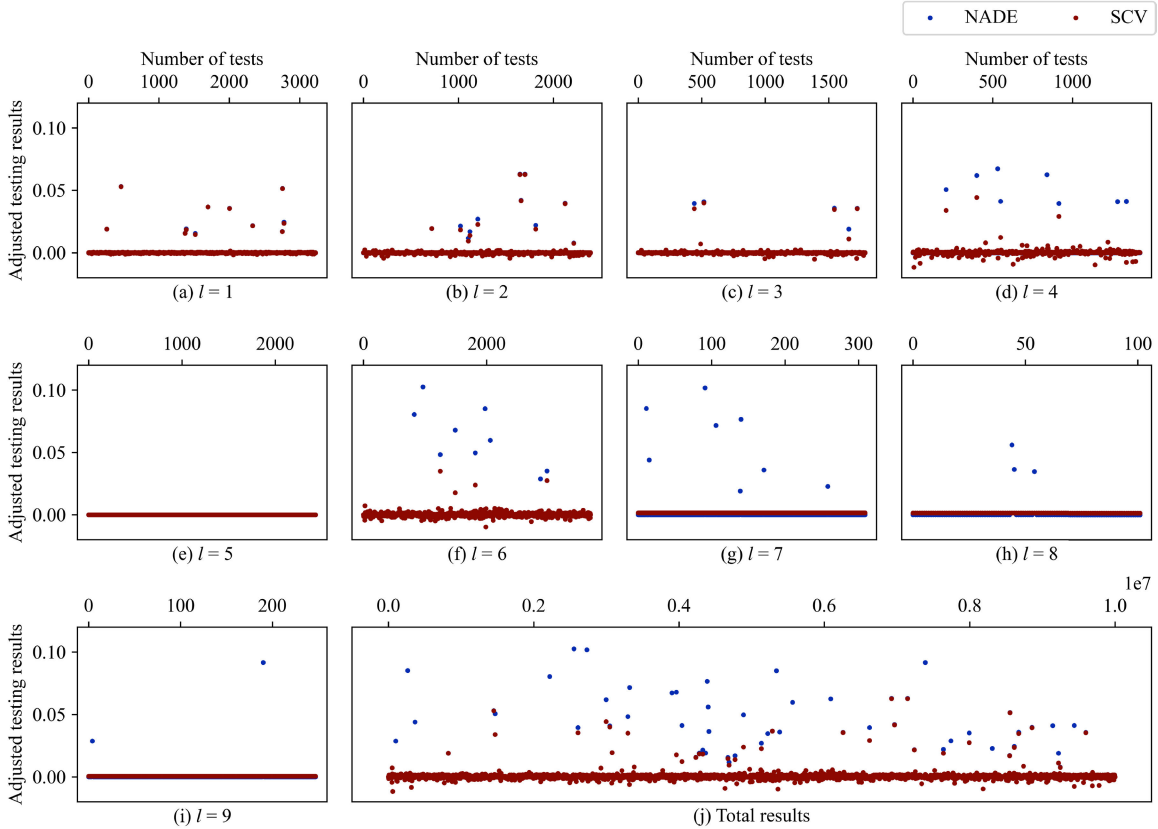 NADE SCV
Number of tests Number of tests Number of tests Number of tests
0 1000 2000 3000 0 1000 2000 0 500 1000 1500 0 500 1000
Adjusted testing results
0.10
0.05
0.00
(a) l = 1 (b) l = 2 (c) l = 3 (d) l = 4
0 1000 2000 0 2000 0 100 200 300 0 50 100
Adjusted testing results
0.10
0.05
0.00
(e) l = 5 (f) l = 6 (g) l = 7 (h) l = 8
1e7
0 100 200 0.0 0.2 0.4 0.6 0.8 1.0
Adjusted testing results
0.10
0.05
0.00
(i) l = 9 (j) Total results